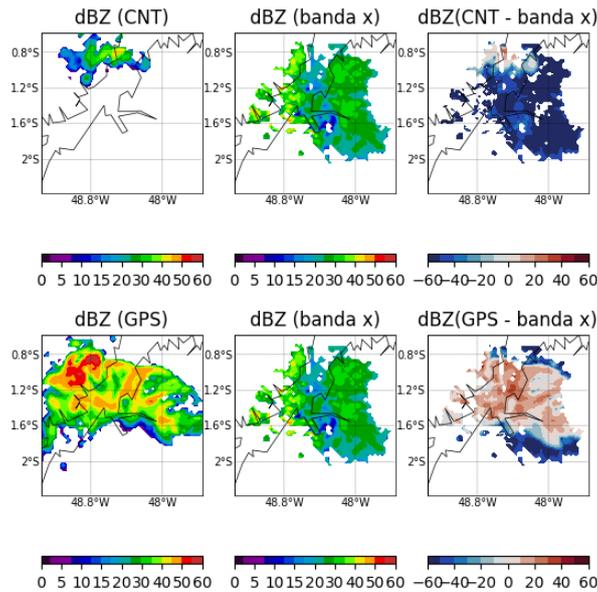 dBZ (CNT) dBZ (banda x) dBZ(CNT - banda x)
0.8°S 0.8°S 0.8°S
1.2°S 1.2°S 1.2°S
1.6°S 1.6°S 1.6°S
2°S 2°S 2°S
48.8°W 48°W 48.8°W 48°W 48.8°W 48°W
0 5 10 15 20 30 40 45 50 60 0 5 10 15 20 30 40 45 50 60 −60 −40 −20 0 20 40 60
dBZ (GPS) dBZ (banda x) dBZ(GPS - banda x)
0.8°S 0.8°S 0.8°S
1.2°S 1.2°S 1.2°S
1.6°S 1.6°S 1.6°S
2°S 2°S 2°S
48.8°W 48°W 48.8°W 48°W 48.8°W 48°W
0 5 10 15 20 30 40 45 50 60 0 5 10 15 20 30 40 45 50 60 −60 −40 −20 0 20 40 60